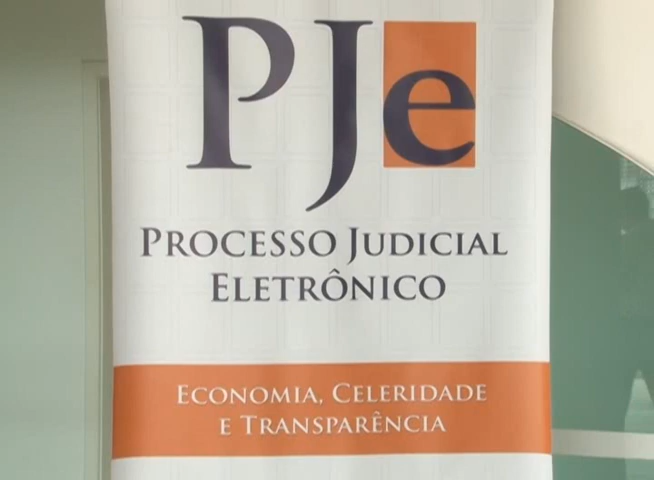 PJe
PROCESSO JUDICIAL
ELETRÔNICO
ECONOMIA, CELERIDADE
E TRANSPARÊNCIA